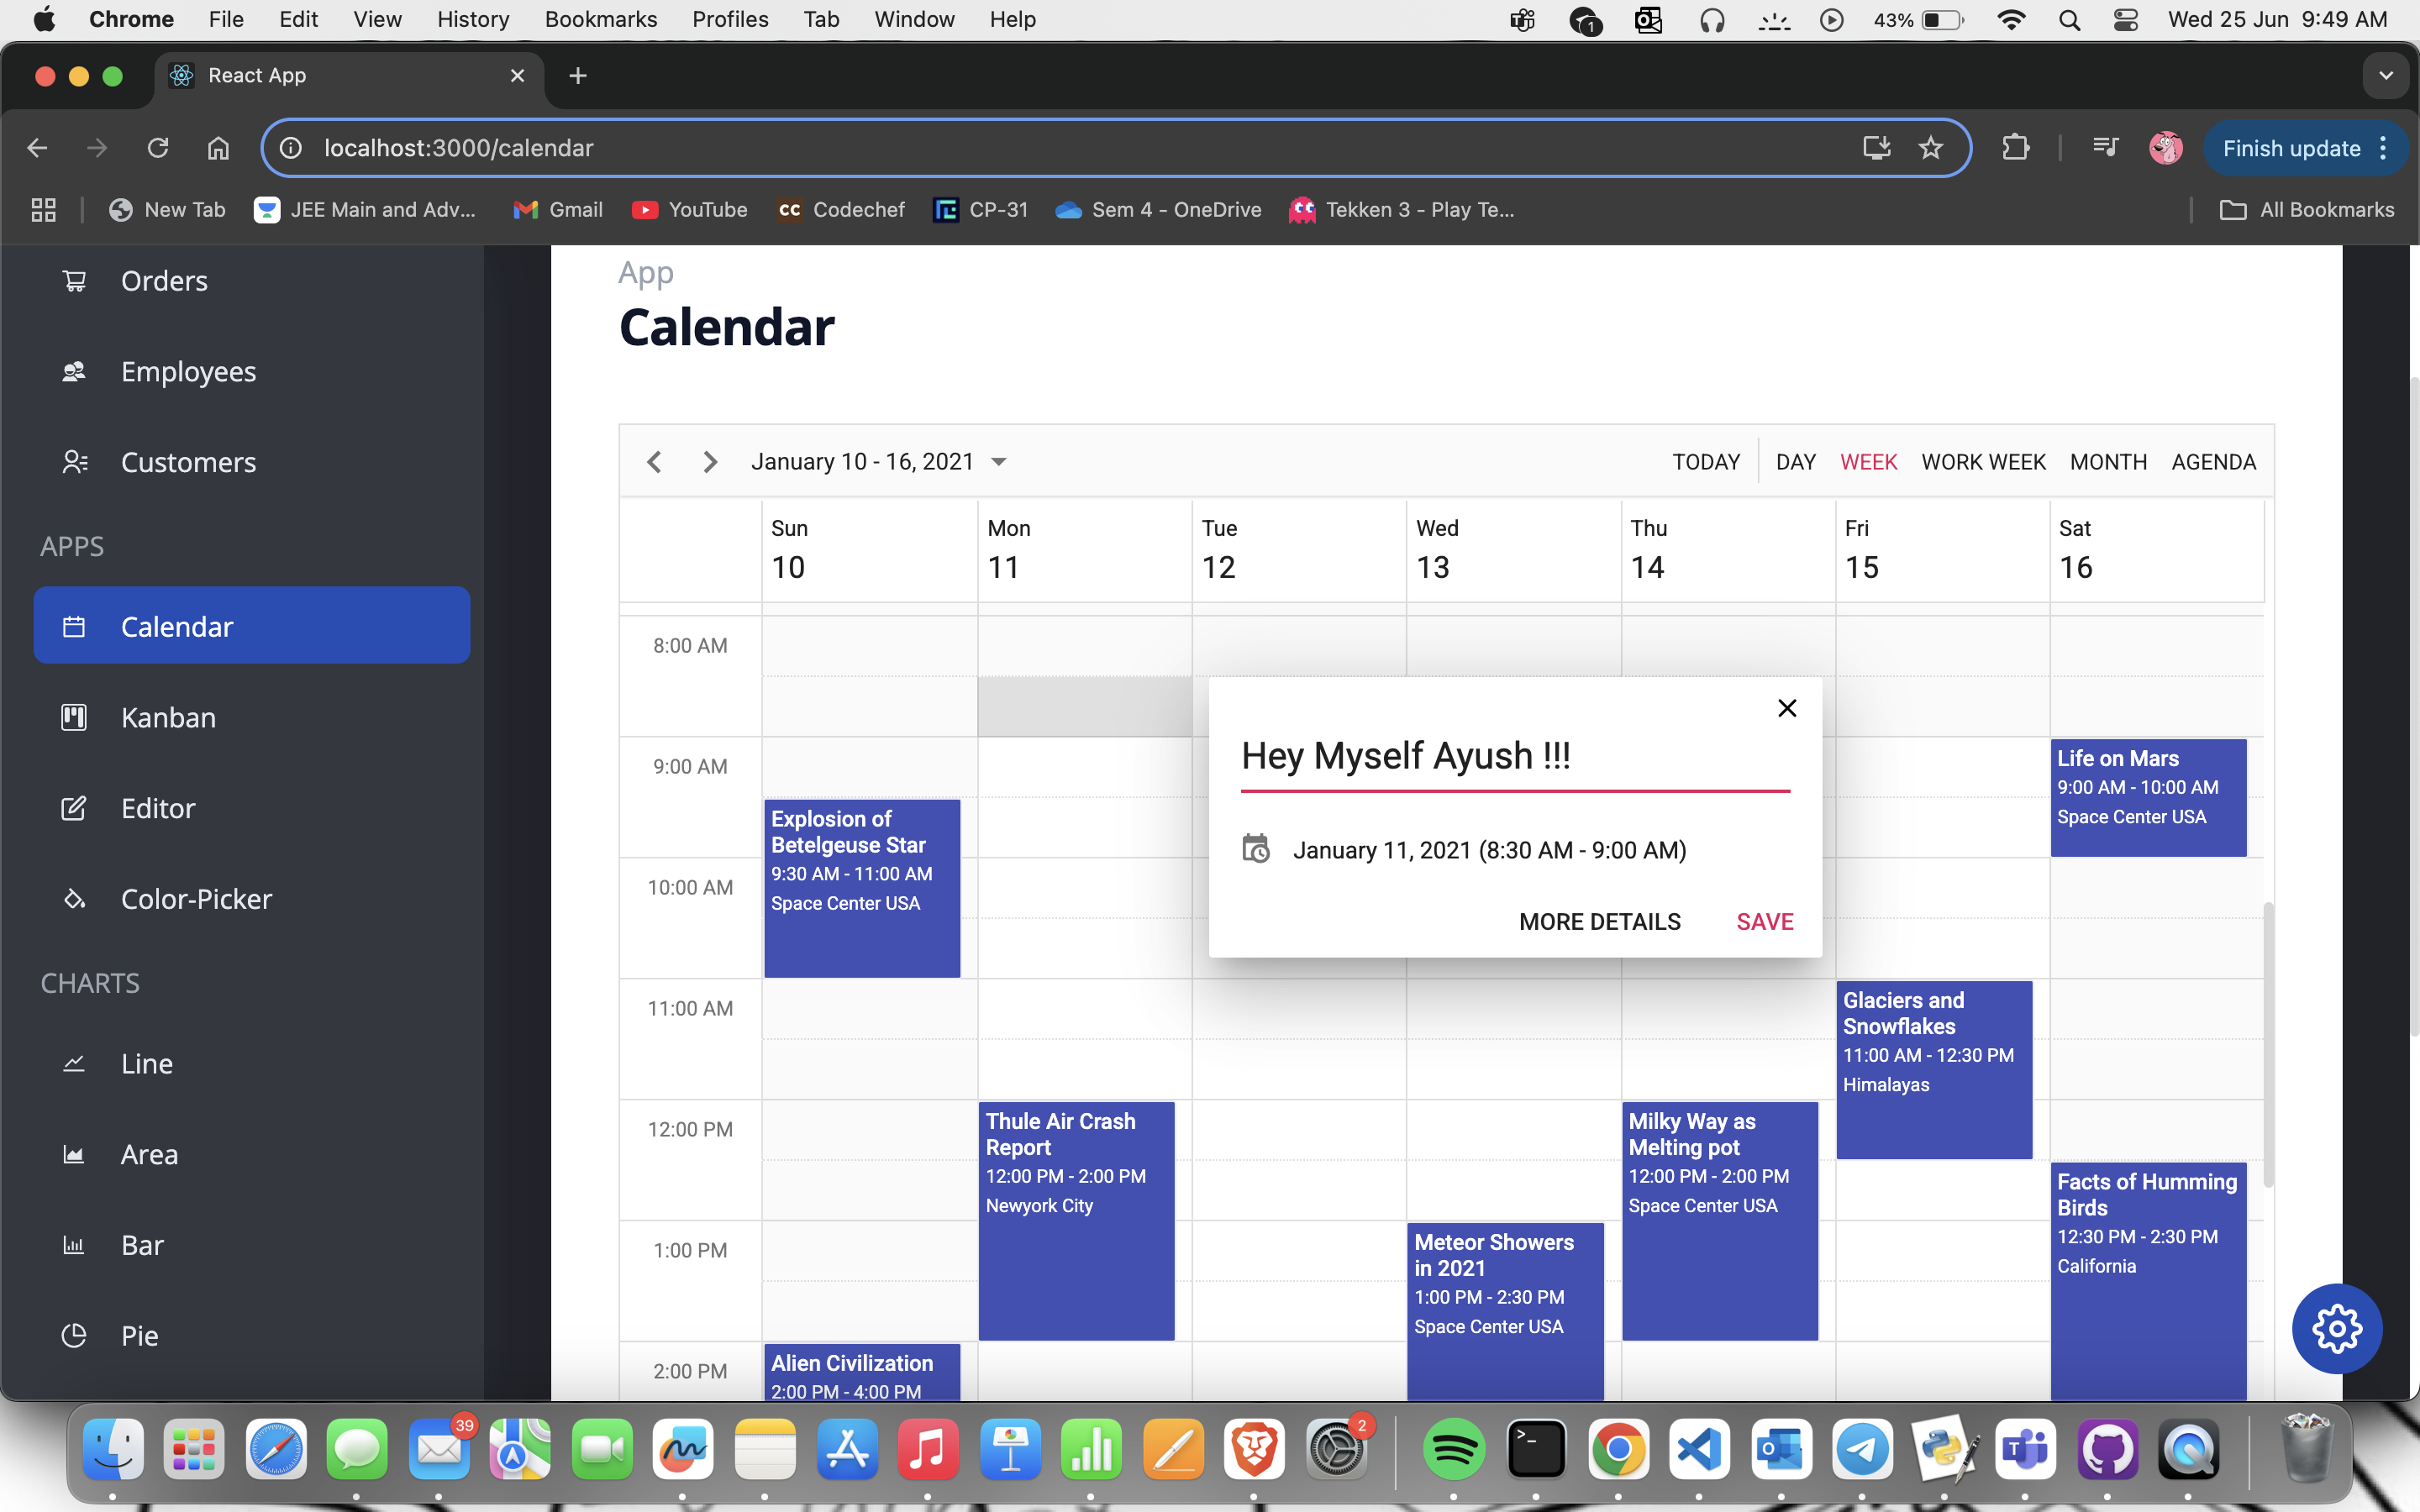 Chrome File Edit View History Bookmarks Profiles Tab Window Help 1 43% Wed 25 Jun 9:49 AM
React App
localhost:3000/calendar Finish update
New Tab JEE Main and Adv... Gmail YouTube CC Codechef CP-31 Sem 4 - OneDrive Tekken 3 - Play Te... All Bookmarks
Orders
Employees
Customers
APPS
Calendar
Kanban
Editor
Color-Picker
CHARTS
Line
Area
Bar
Pie
App
Calendar
January 10 - 16, 2021 TODAY DAY WEEK WORK WEEK MONTH AGENDA
Sun Mon Tue Wed Thu Fri Sat
10 11 12 13 14 15 16
8:00 AM
9:00 AM
10:00 AM
11:00 AM
12:00 PM
1:00 PM
2:00 PM
Explosion of
Betelgeuse Star
9:30 AM - 11:00 AM
Space Center USA
Alien Civilization
2:00 PM - 4:00 PM
Thule Air Crash
Report
12:00 PM - 2:00 PM
Newyork City
Hey Myself Ayush !!!
January 11, 2021 (8:30 AM - 9:00 AM)
MORE DETAILS SAVE
Meteor Showers
in 2021
1:00 PM - 2:30 PM
Space Center USA
Milky Way as
Melting pot
12:00 PM - 2:00 PM
Space Center USA
Glaciers and
Snowflakes
11:00 AM - 12:30 PM
Himalayas
Life on Mars
9:00 AM - 10:00 AM
Space Center USA
Facts of Humming
Birds
12:30 PM - 2:30 PM
California
39 2